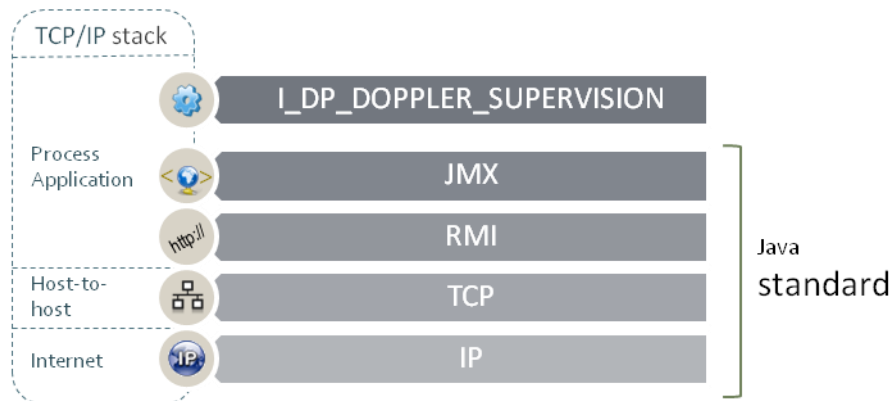 TCP/IP stack
I_DP_DOPPLER_SUPERVISION
Process
Application
< >
JMX
http://
RMI
Java
standard
Host-to-
host
TCP
Internet
IP
IP